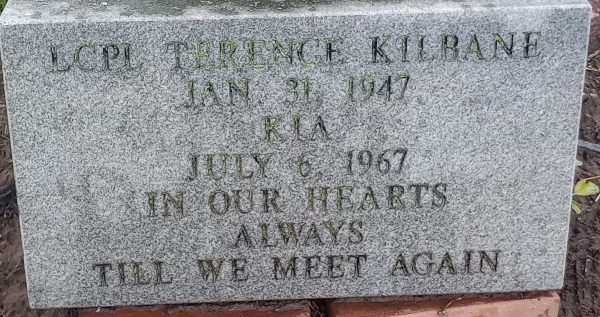 LCPL TERENCE KILBANE
JAN. 31, 1947
KIA
JULY 6, 1967
IN OUR HEARTS
ALWAYS
TILL WE MEET AGAIN